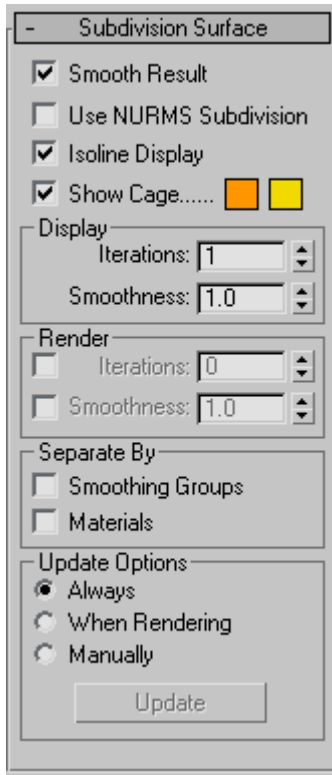 - Subdivision Surface
Smooth Result
Use NURMS Subdivision
Isoline Display
Show Cage......
Display
Iterations: 1
Smoothness: 1.0
Render
Iterations: 0
Smoothness: 1.0
Separate By
Smoothing Groups
Materials
Update Options
Always
When Rendering
Manually
Update